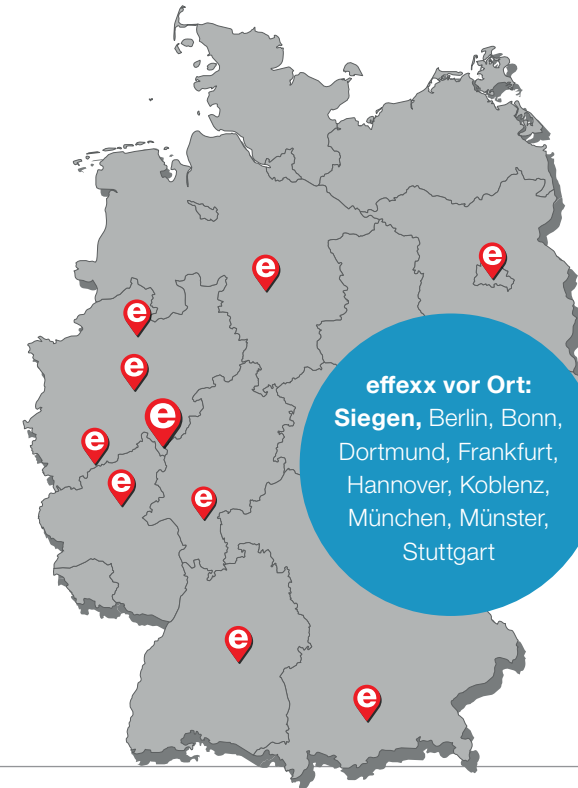 e
e
e
e
e
e
e
e
e
e
effexx vor Ort:
Siegen, Berlin, Bonn,
Dortmund, Frankfurt,
Hannover, Koblenz,
München, Münster,
Stuttgart